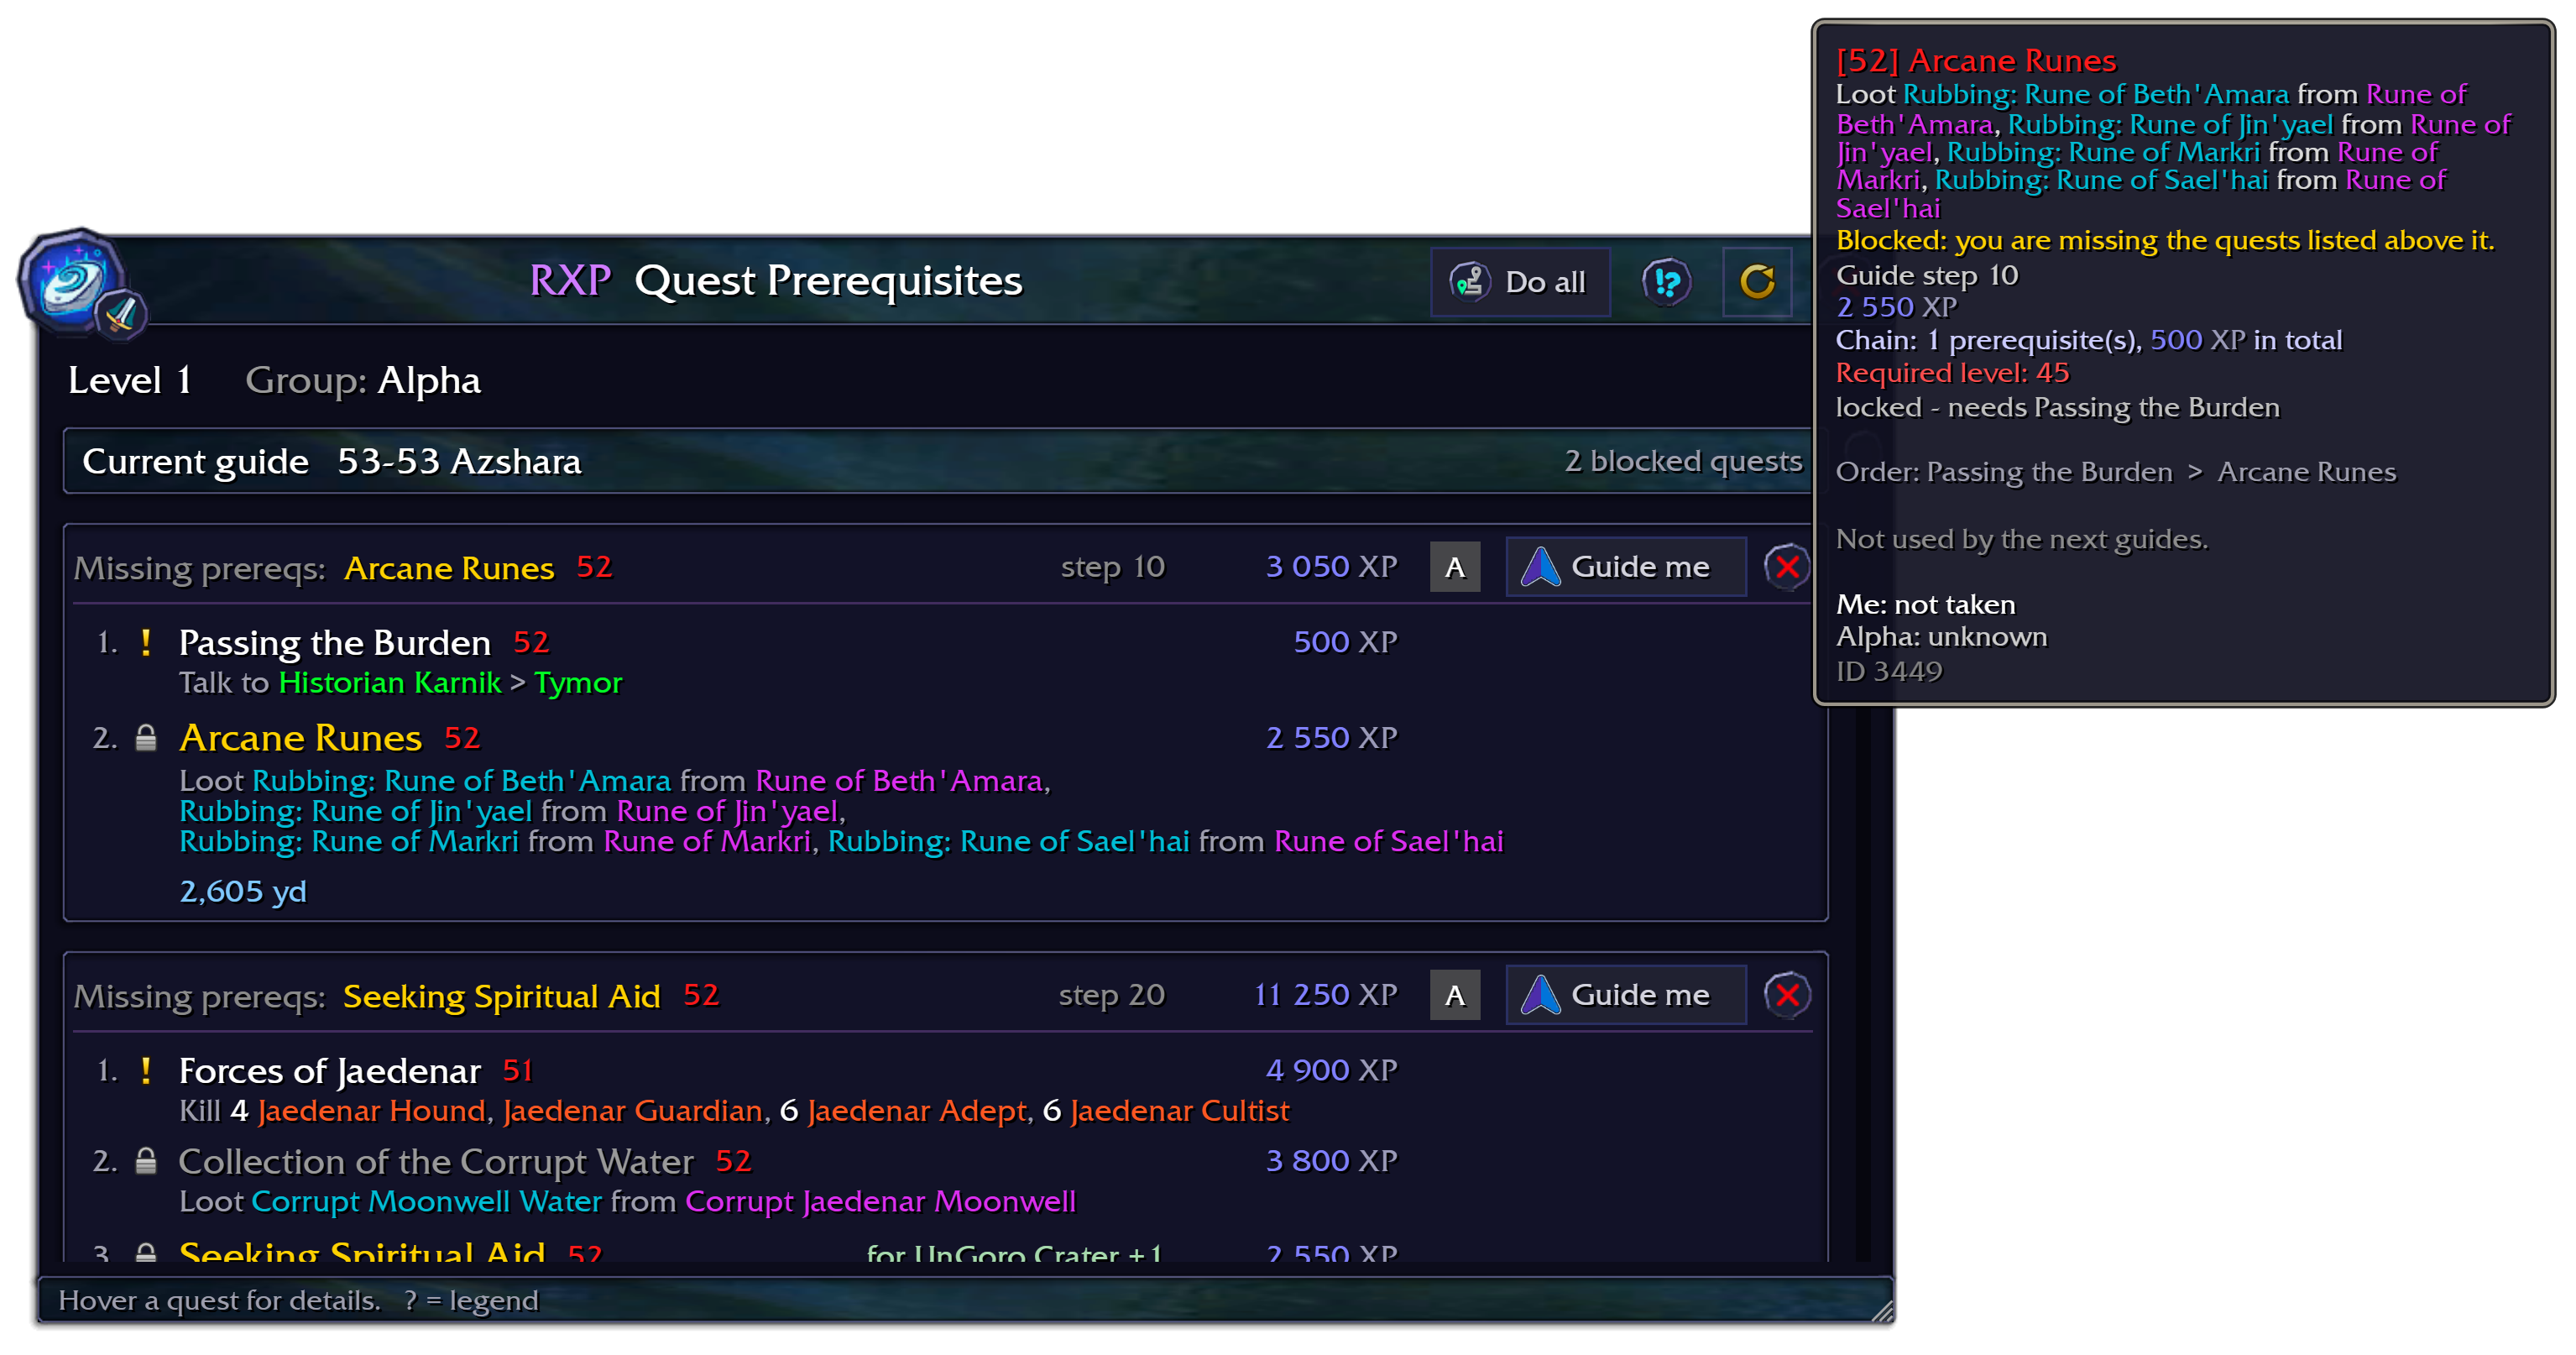 RXP Quest Prerequisites
Do all
!?
Level 1 Group: Alpha
Current guide 53-53 Azshara
2 blocked quests
Missing prereqs: Arcane Runes 52
step 10
3 050 XP
A
Guide me
1. ! Passing the Burden 52
500 XP
Talk to Historian Karnik > Tymor
2. Arcane Runes 52
2 550 XP
Loot Rubbing: Rune of Beth'Amara from Rune of Beth'Amara,
Rubbing: Rune of Jin'yael from Rune of Jin'yael,
Rubbing: Rune of Markri from Rune of Markri, Rubbing: Rune of Sael'hai from Rune of Sael'hai
2,605 yd
Missing prereqs: Seeking Spiritual Aid 52
step 20
11 250 XP
A
Guide me
1. ! Forces of Jaedenar 51
4 900 XP
Kill 4 Jaedenar Hound, Jaedenar Guardian, 6 Jaedenar Adept, 6 Jaedenar Cultist
2. Collection of the Corrupt Water 52
3 800 XP
Loot Corrupt Moonwell Water from Corrupt Jaedenar Moonwell
3. Seeking Spiritual Aid 52
for UnGoro Crater +1
2 550 XP
Hover a quest for details. ? = legend
[52] Arcane Runes
Loot Rubbing: Rune of Beth'Amara from Rune of
Beth'Amara, Rubbing: Rune of Jin'yael from Rune of
Jin'yael, Rubbing: Rune of Markri from Rune of
Markri, Rubbing: Rune of Sael'hai from Rune of
Sael'hai
Blocked: you are missing the quests listed above it.
Guide step 10
2 550 XP
Chain: 1 prerequisite(s), 500 XP in total
Required level: 45
locked - needs Passing the Burden
Order: Passing the Burden > Arcane Runes
Not used by the next guides.
Me: not taken
Alpha: unknown
ID 3449